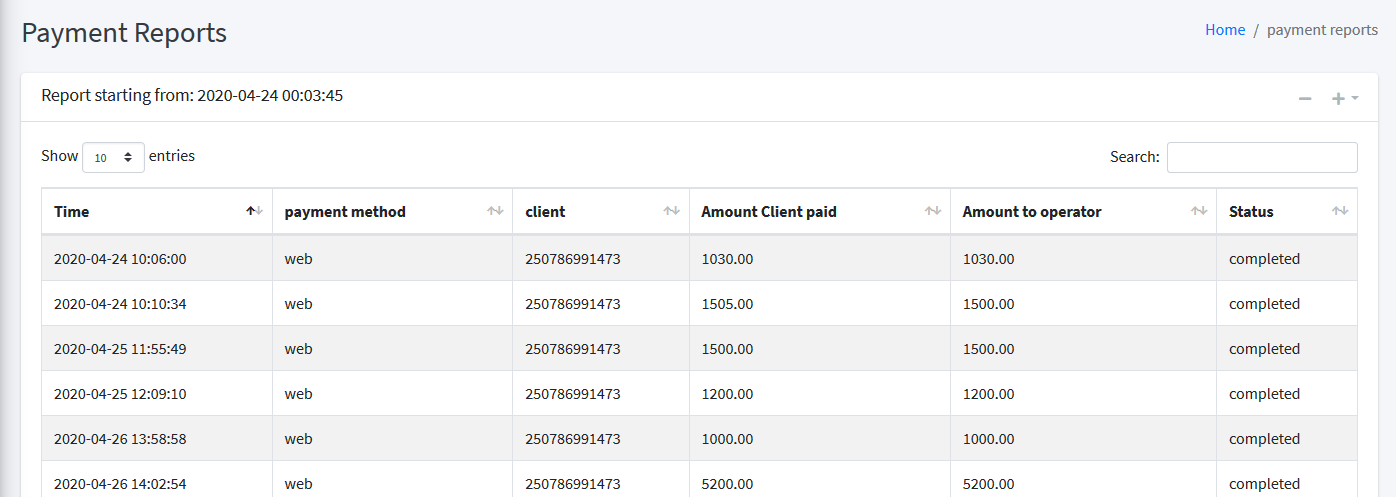 Payment Reports
Home / payment reports
Report starting from: 2020-04-24 00:03:45
Show 10 entries
Search:
Time payment method client Amount Client paid Amount to operator Status
2020-04-24 10:06:00 web 250786991473 1030.00 1030.00 completed
2020-04-24 10:10:34 web 250786991473 1505.00 1500.00 completed
2020-04-25 11:55:49 web 250786991473 1500.00 1500.00 completed
2020-04-25 12:09:10 web 250786991473 1200.00 1200.00 completed
2020-04-26 13:58:58 web 250786991473 1000.00 1000.00 completed
2020-04-26 14:02:54 web 250786991473 5200.00 5200.00 completed